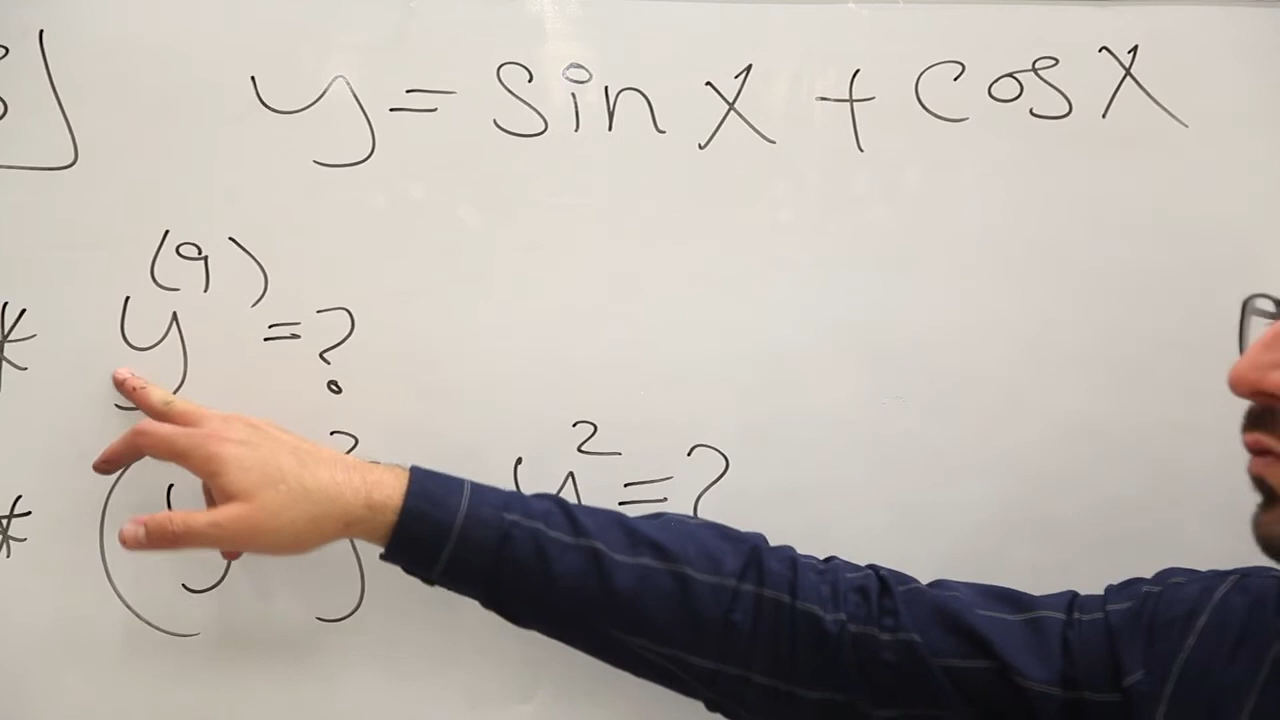 y = sin x + cos x
* y^(9) = ?
* ( y ) y^2 = ?